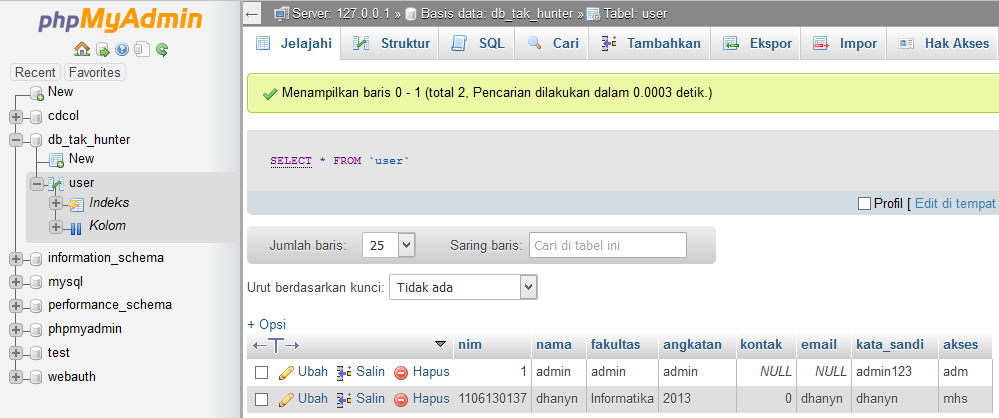 phpMyAdmin
Recent Favorites
New
cdcol
db_tak_hunter
New
user
Indeks
Kolom
information_schema
mysql
performance_schema
phpmyadmin
test
webauth
Server: 127.0.0.1 » Basis data: db_tak_hunter » Tabel: user
Jelajahi Struktur SQL Cari Tambahkan Ekspor Impor Hak Akses
Menampilkan baris 0 - 1 (total 2, Pencarian dilakukan dalam 0.0003 detik.)
SELECT * FROM `user`
Profil [ Edit di tempat
Jumlah baris: 25 Saring baris: Cari di tabel ini
Urut berdasarkan kunci: Tidak ada
+ Opsi
←T→ nim nama fakultas angkatan kontak email kata_sandi akses
Ubah Salin Hapus 1 admin admin admin NULL NULL admin123 adm
Ubah Salin Hapus 1106130137 dhanyn Informatika 2013 0 dhanyn dhanyn mhs